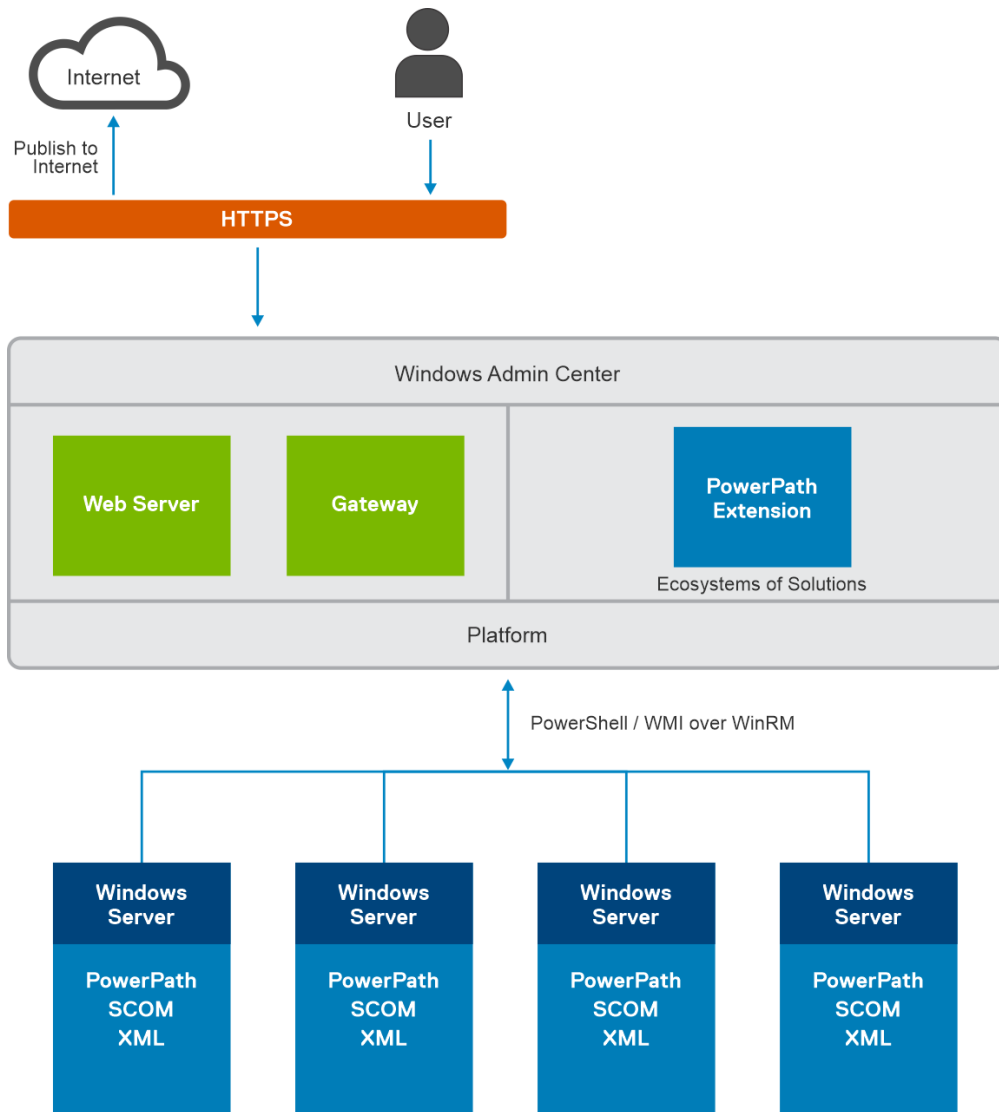 Internet
User
Publish to
Internet
HTTPS
Windows Admin Center
Web Server
Gateway
PowerPath
Extension
Ecosystems of Solutions
Platform
PowerShell / WMI over WinRM
Windows
Server
PowerPath
SCOM
XML
Windows
Server
PowerPath
SCOM
XML
Windows
Server
PowerPath
SCOM
XML
Windows
Server
PowerPath
SCOM
XML